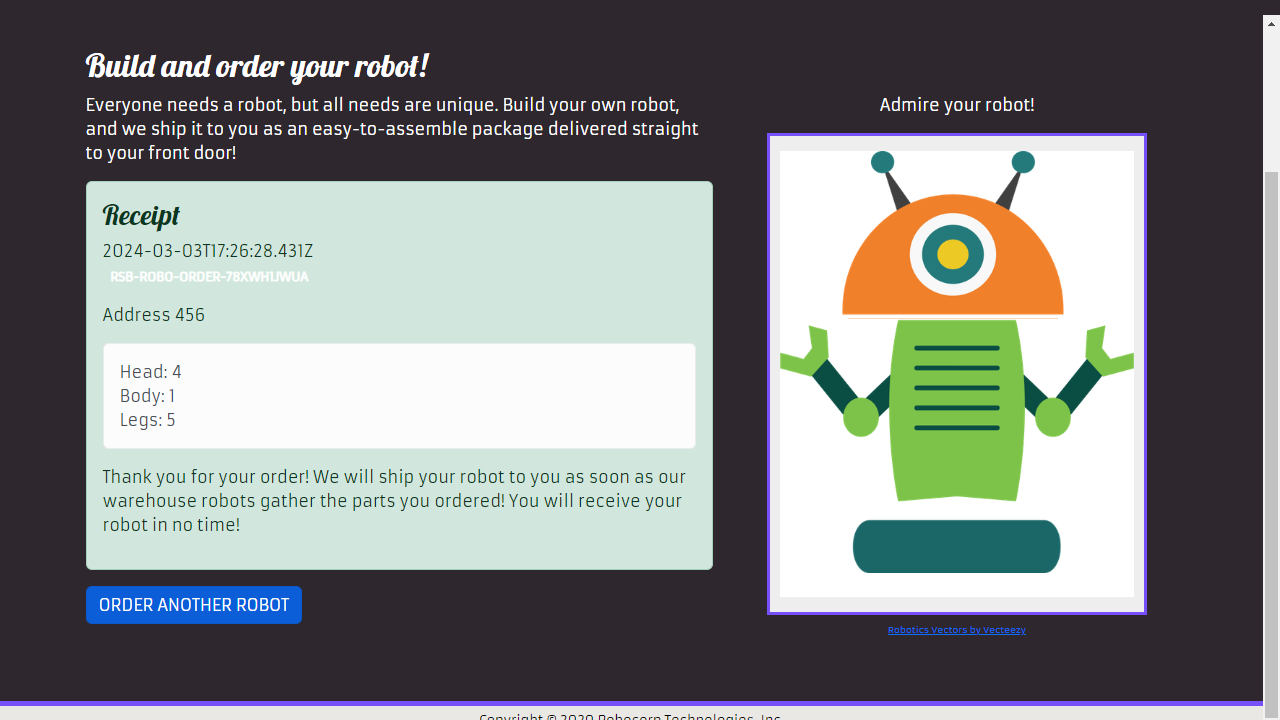 Build and order your robot!
Everyone needs a robot, but all needs are unique. Build your own robot,
and we ship it to you as an easy-to-assemble package delivered straight
to your front door!
Receipt
2024-03-03T17:26:28.431Z
RSB-ROBO-ORDER-78XWH1JWUA
Address 456
Head: 4
Body: 1
Legs: 5
Thank you for your order! We will ship your robot to you as soon as our
warehouse robots gather the parts you ordered! You will receive your
robot in no time!
ORDER ANOTHER ROBOT
Admire your robot!
Robotics Vectors by Vecteezy
Copyright © 2020 Robocorp Technologies, Inc.